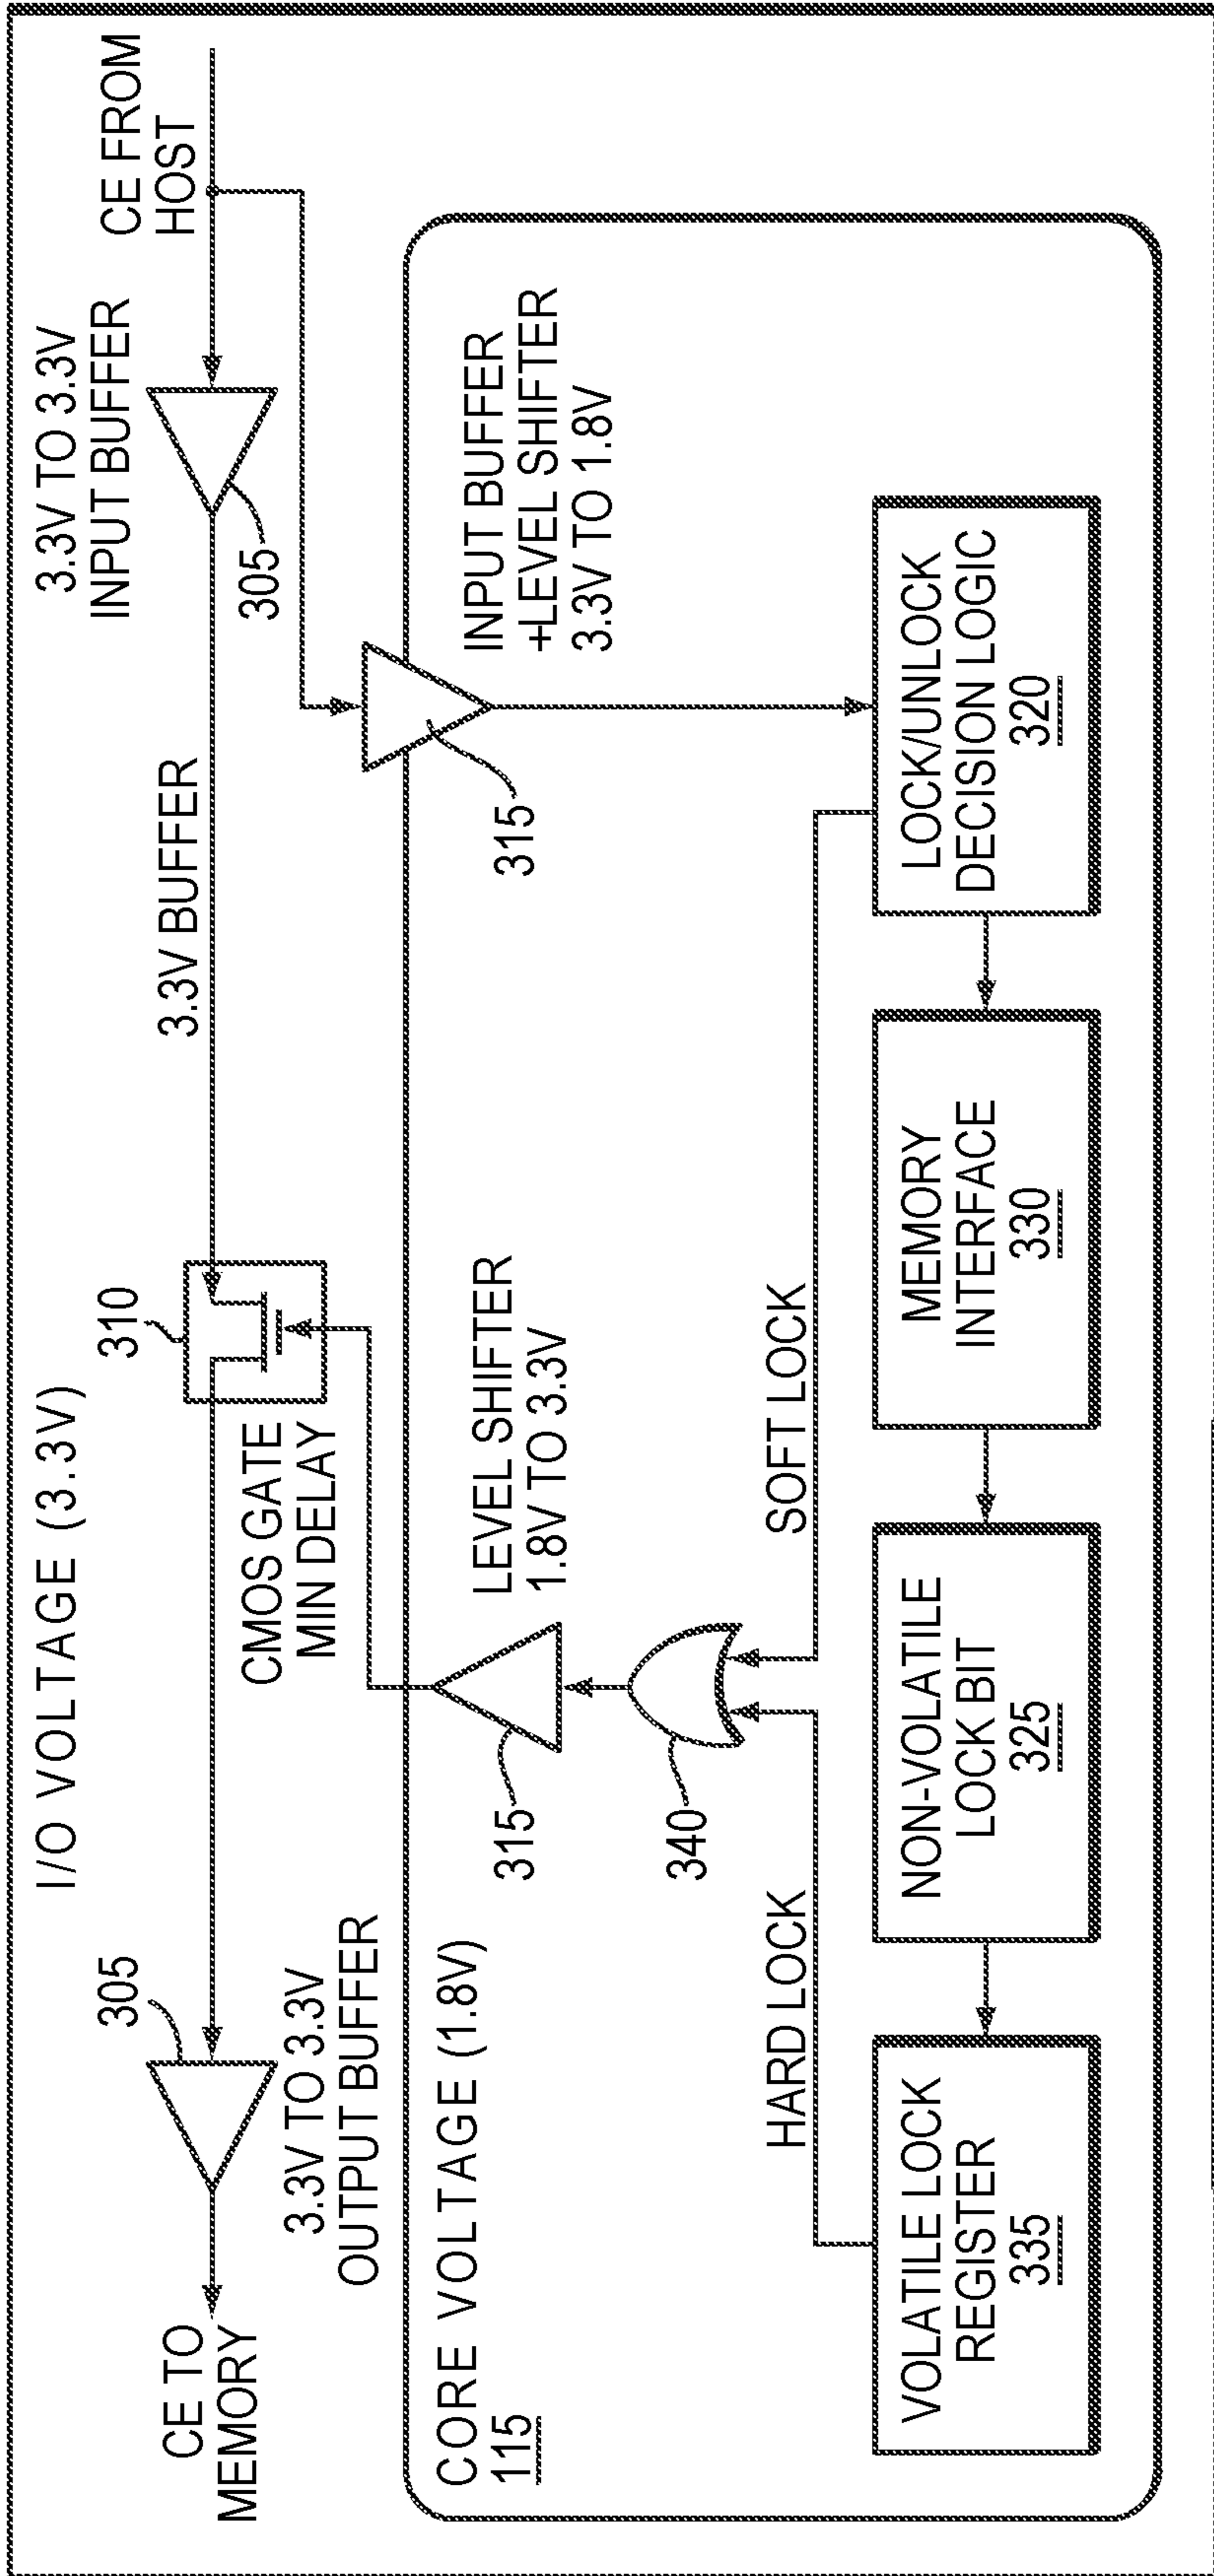 I/O VOLTAGE (3.3V)
CE TO
MEMORY
305
3.3V TO 3.3V
OUTPUT BUFFER
310
CMOS GATE
MIN DELAY
3.3V BUFFER
3.3V TO 3.3V
INPUT BUFFER
305
CE FROM
HOST
CORE VOLTAGE (1.8V)
115
315
LEVEL SHIFTER
1.8V TO 3.3V
315
INPUT BUFFER
+LEVEL SHIFTER
3.3V TO 1.8V
340
HARD LOCK
SOFT LOCK
VOLATILE LOCK
REGISTER
335
NON-VOLATILE
LOCK BIT
325
MEMORY
INTERFACE
330
LOCK/UNLOCK
DECISION LOGIC
320